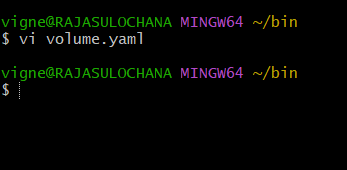 vigne@RAJASULOCHANA MINGW64 ~/bin
$ vi volume.yaml
vigne@RAJASULOCHANA MINGW64 ~/bin
$